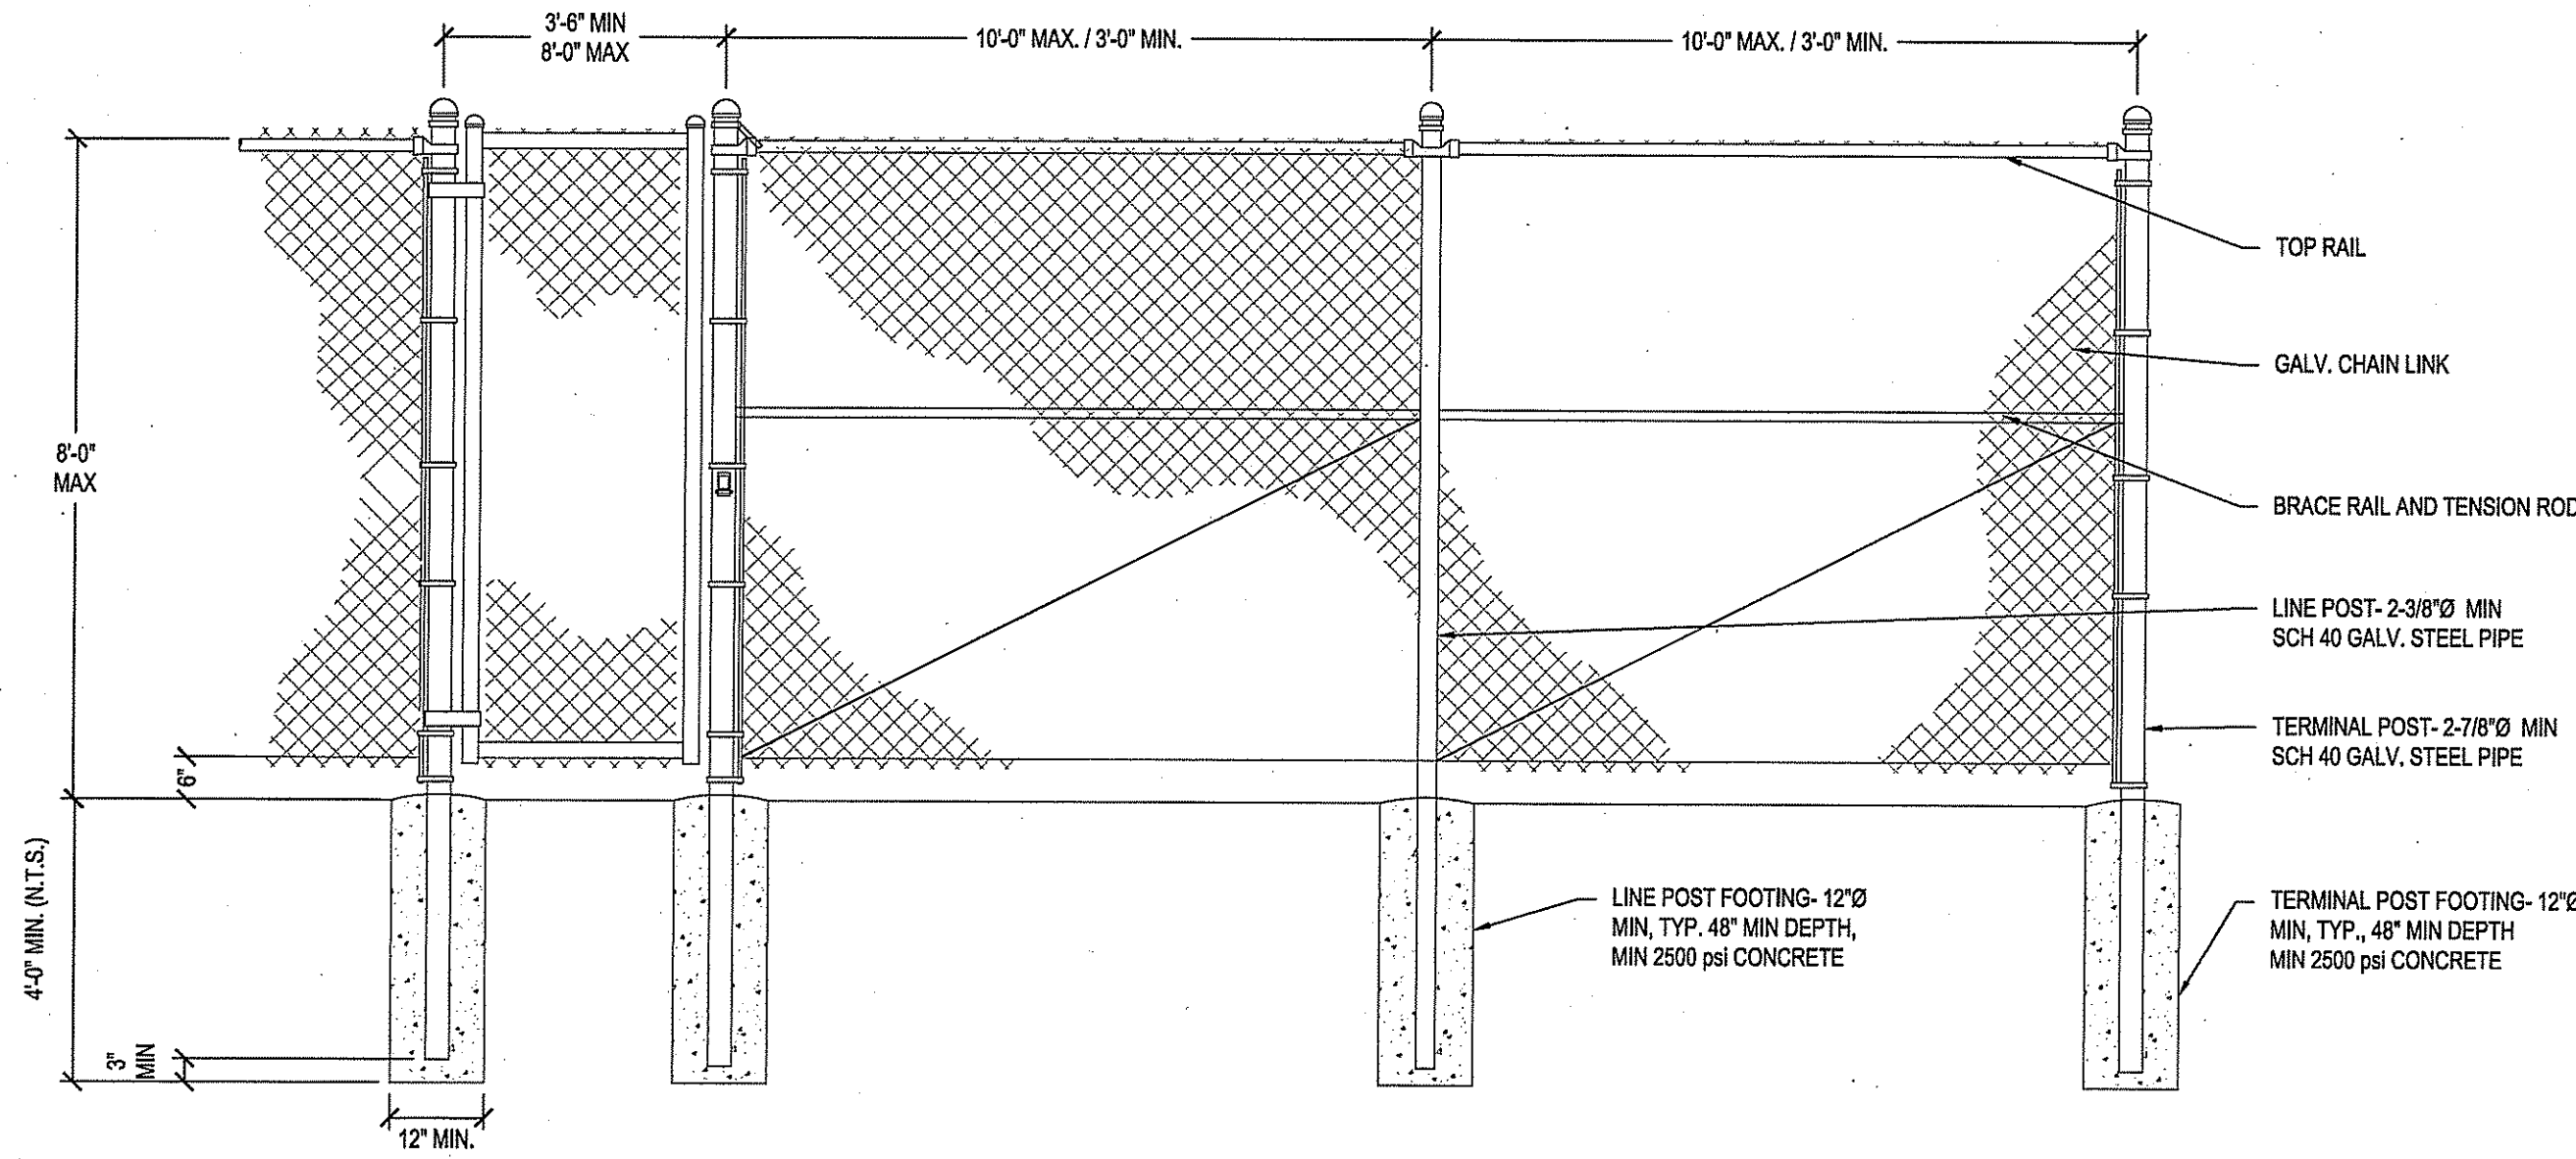 3'-6" MIN
8'-0" MAX
10'-0" MAX. / 3'-0" MIN.
10'-0" MAX. / 3'-0" MIN.
TOP RAIL
GALV. CHAIN LINK
8'-0"
MAX
BRACE RAIL AND TENSION ROD
LINE POST- 2-3/8"Ø MIN
SCH 40 GALV. STEEL PIPE
TERMINAL POST- 2-7/8"Ø MIN
SCH 40 GALV. STEEL PIPE
6"
4'-0" MIN. (N.T.S.)
LINE POST FOOTING- 12"Ø
MIN, TYP. 48" MIN DEPTH,
MIN 2500 psi CONCRETE
TERMINAL POST FOOTING- 12"Ø
MIN, TYP., 48" MIN DEPTH
MIN 2500 psi CONCRETE
3"
MIN
12" MIN.